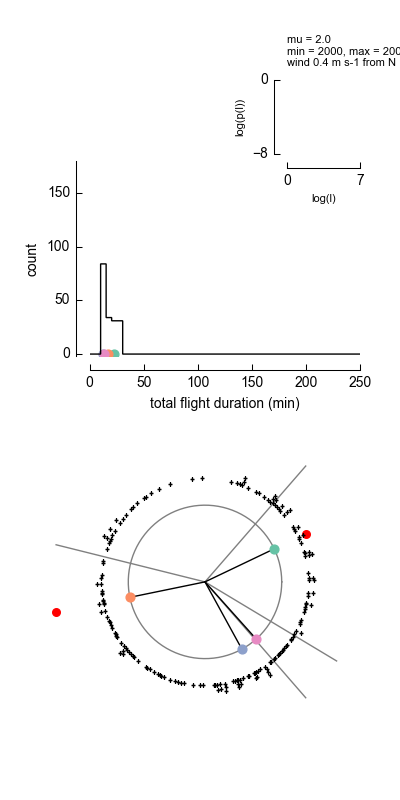 mu = 2.0
min = 2000, max = 200
wind 0.4 m s-1 from N
0
−8
log(p(l))
0 7
log(l)
150
100
50
0
count
0 50 100 150 200 250
total flight duration (min)